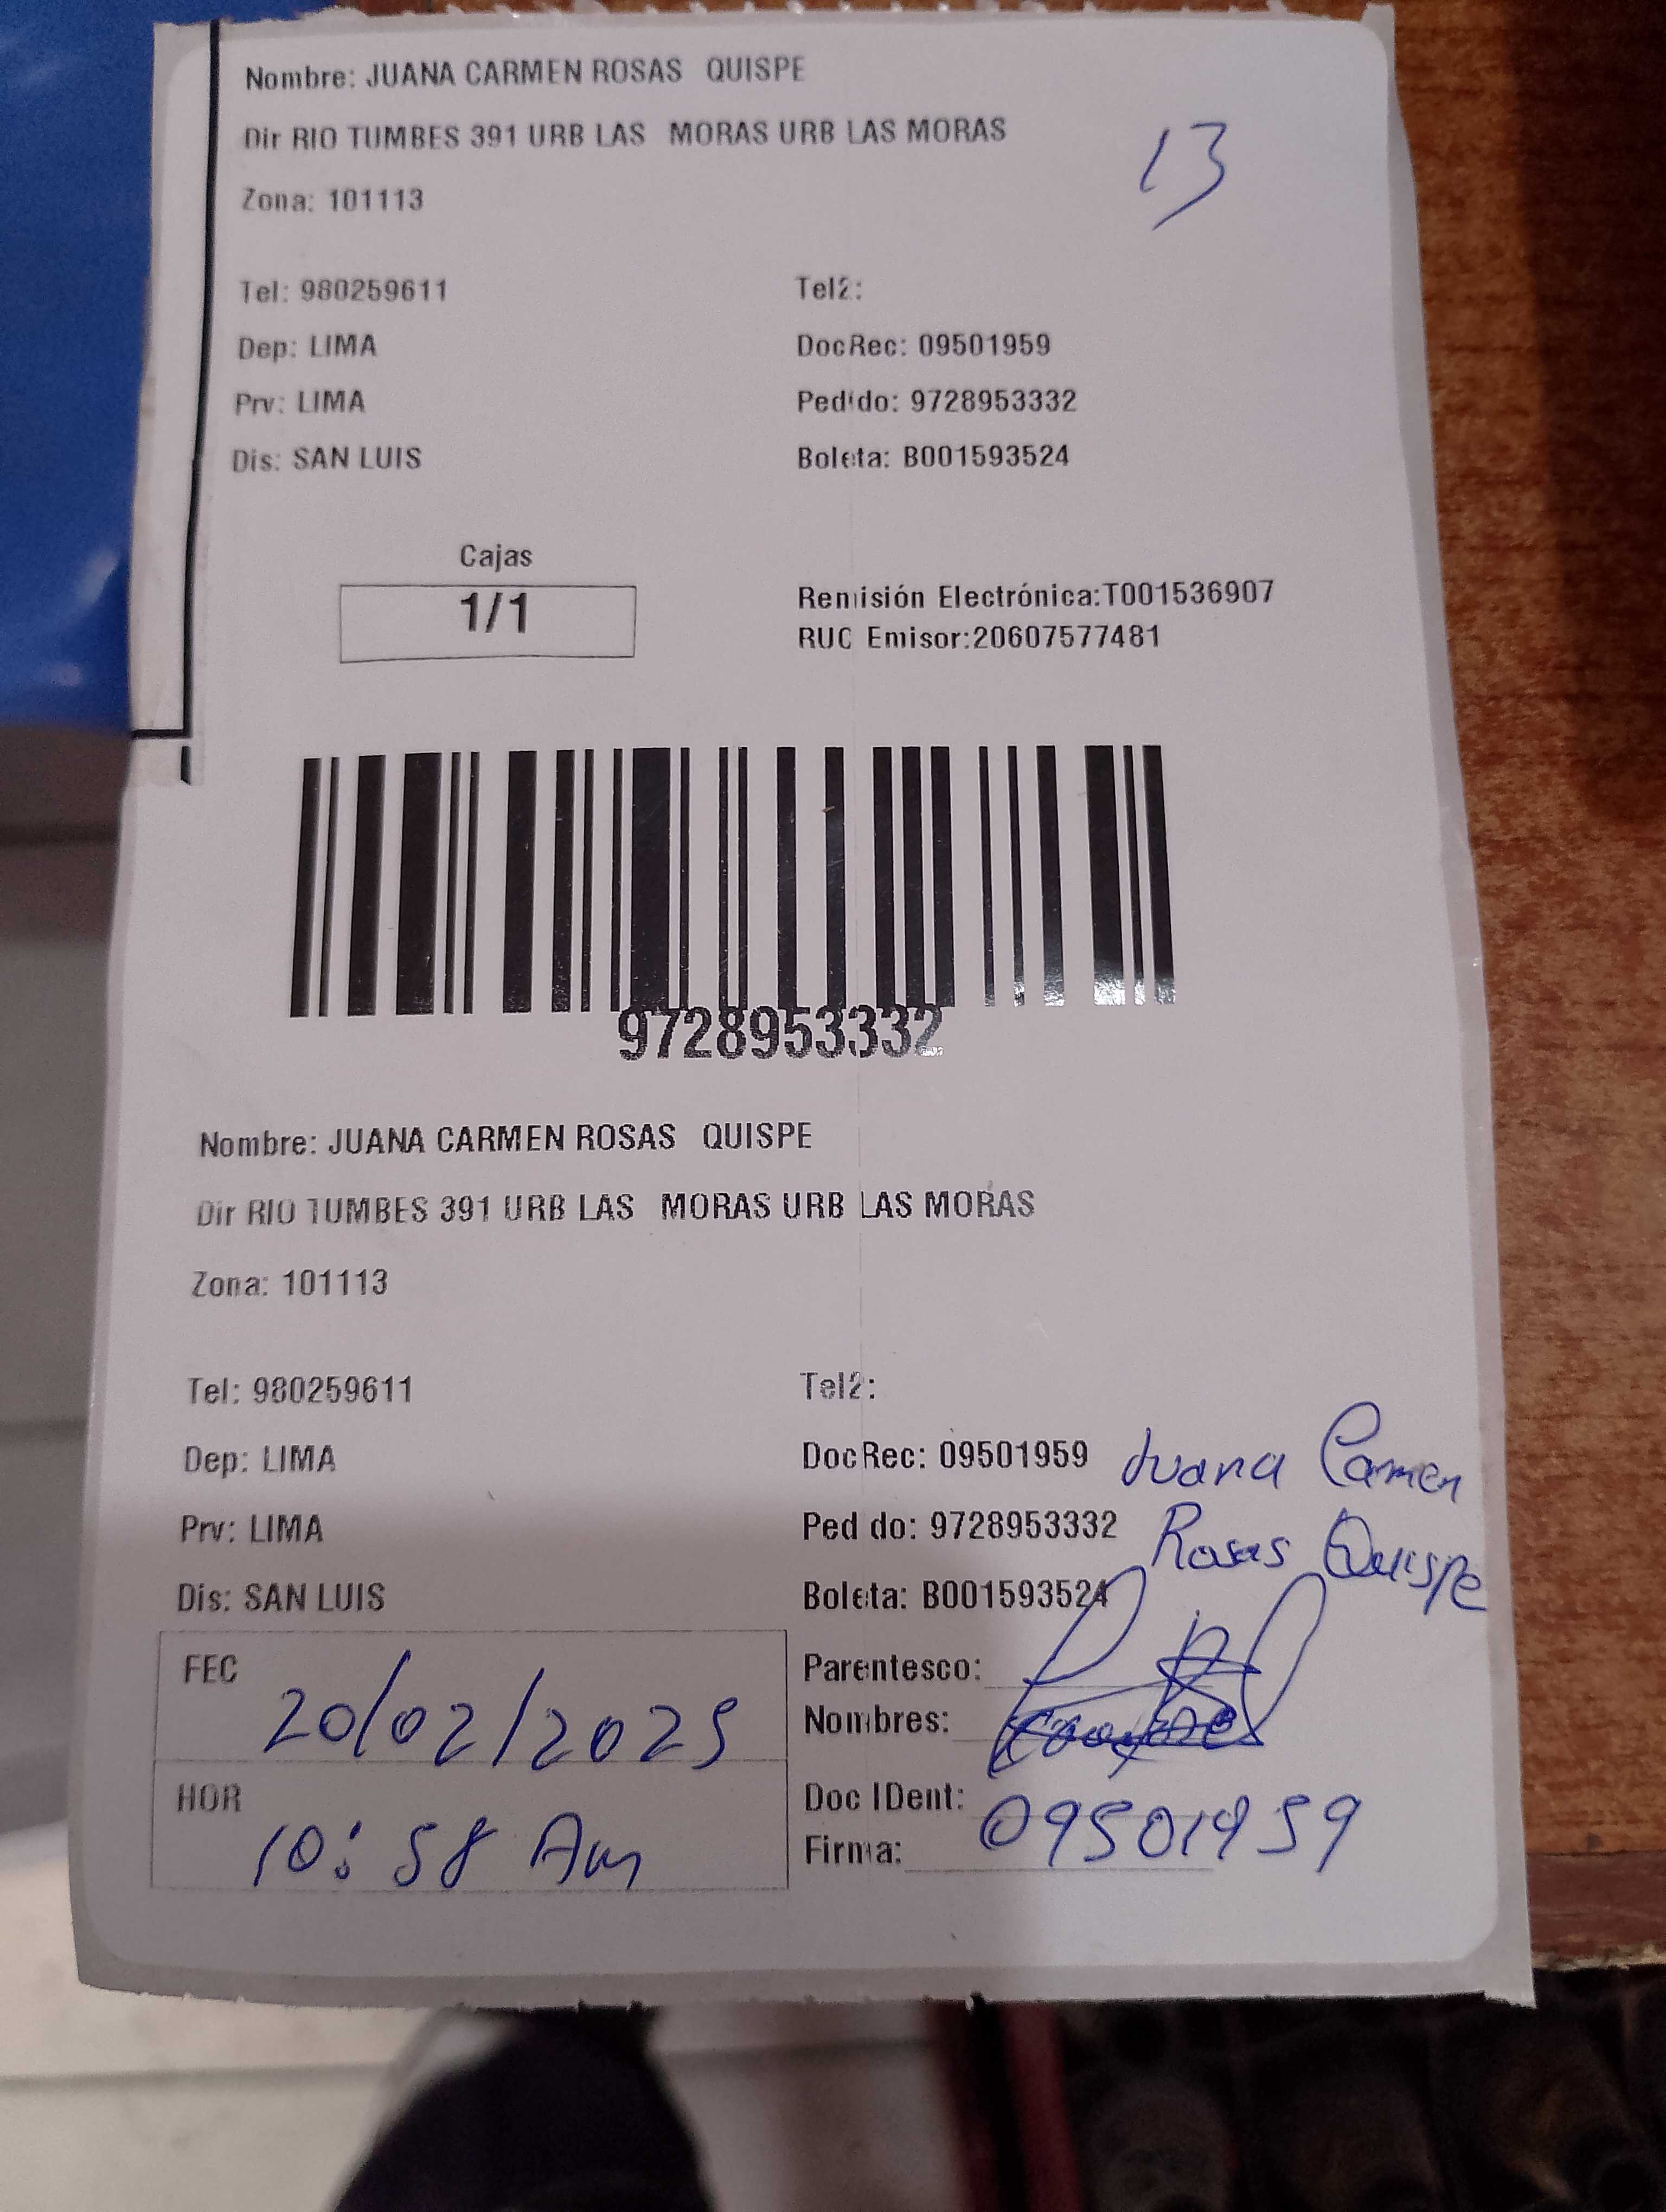 Nombre: JUANA CARMEN ROSAS QUISPE
Dir RIO TUMBES 391 URB LAS MORAS URB LAS MORAS
13
Zona: 101113
Tel: 980259611 Tel2:
Dep: LIMA DocRec: 09501959
Prv: LIMA Pedido: 9728953332
Dis: SAN LUIS Boleta: B001593524
Cajas
1/1
Remisión Electrónica:T001536907
RUC Emisor:20607577481
9728953332
Nombre: JUANA CARMEN ROSAS QUISPE
Dir RIO TUMBES 391 URB LAS MORAS URB LAS MORAS
Zona: 101113
Tel: 980259611 Tel2:
Dep: LIMA DocRec: 09501959 Juana Carmen
Prv: LIMA Pedido: 9728953332 Rosas Quispe
Dis: SAN LUIS Boleta: B001593524
FEC 20/02/2025
HOR 10:58 Am
Parentesco:
Nombres:
Doc IDent: 09501959
Firma: